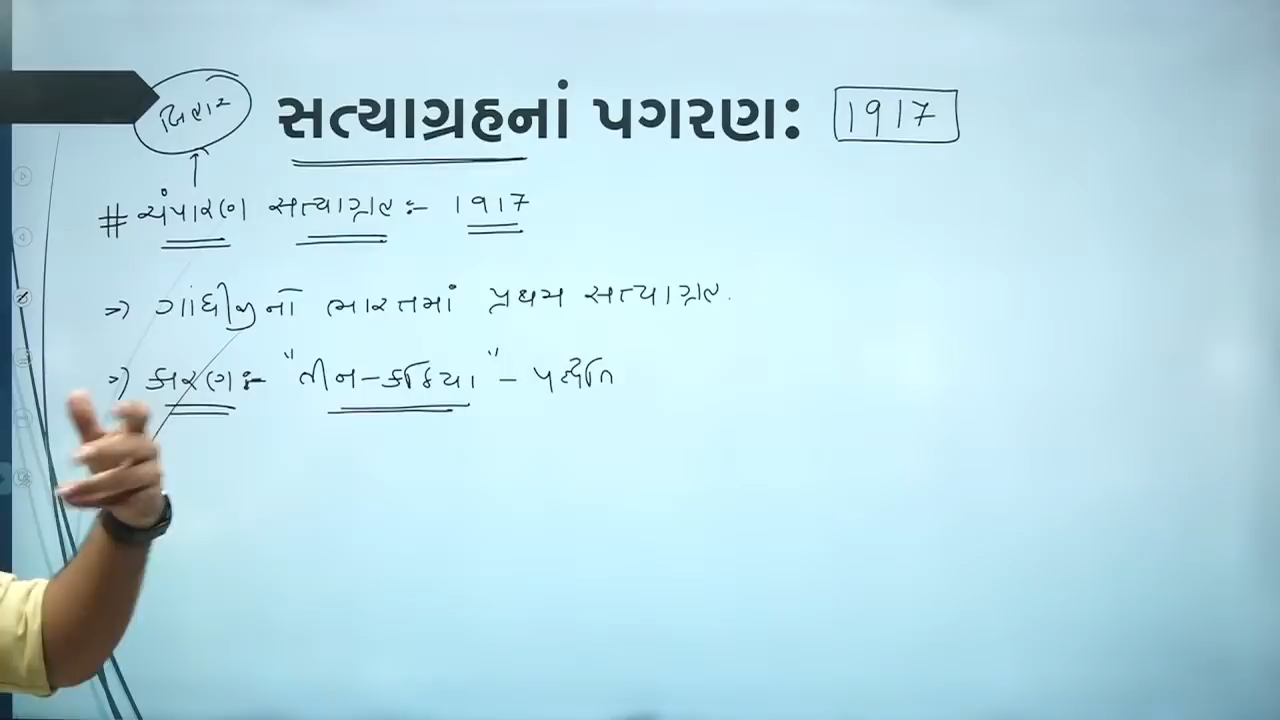 બિહાર
સત્યાગ્રહનાં પગરણ: 1917
# ચંપારણ સત્યાગ્રહ :- 1917
=> ગાંધીજીનો ભારતમાં પ્રથમ સત્યાગ્રહ.
=> કારણ :- "તીન-કઠિયા" - પદ્ધતિ